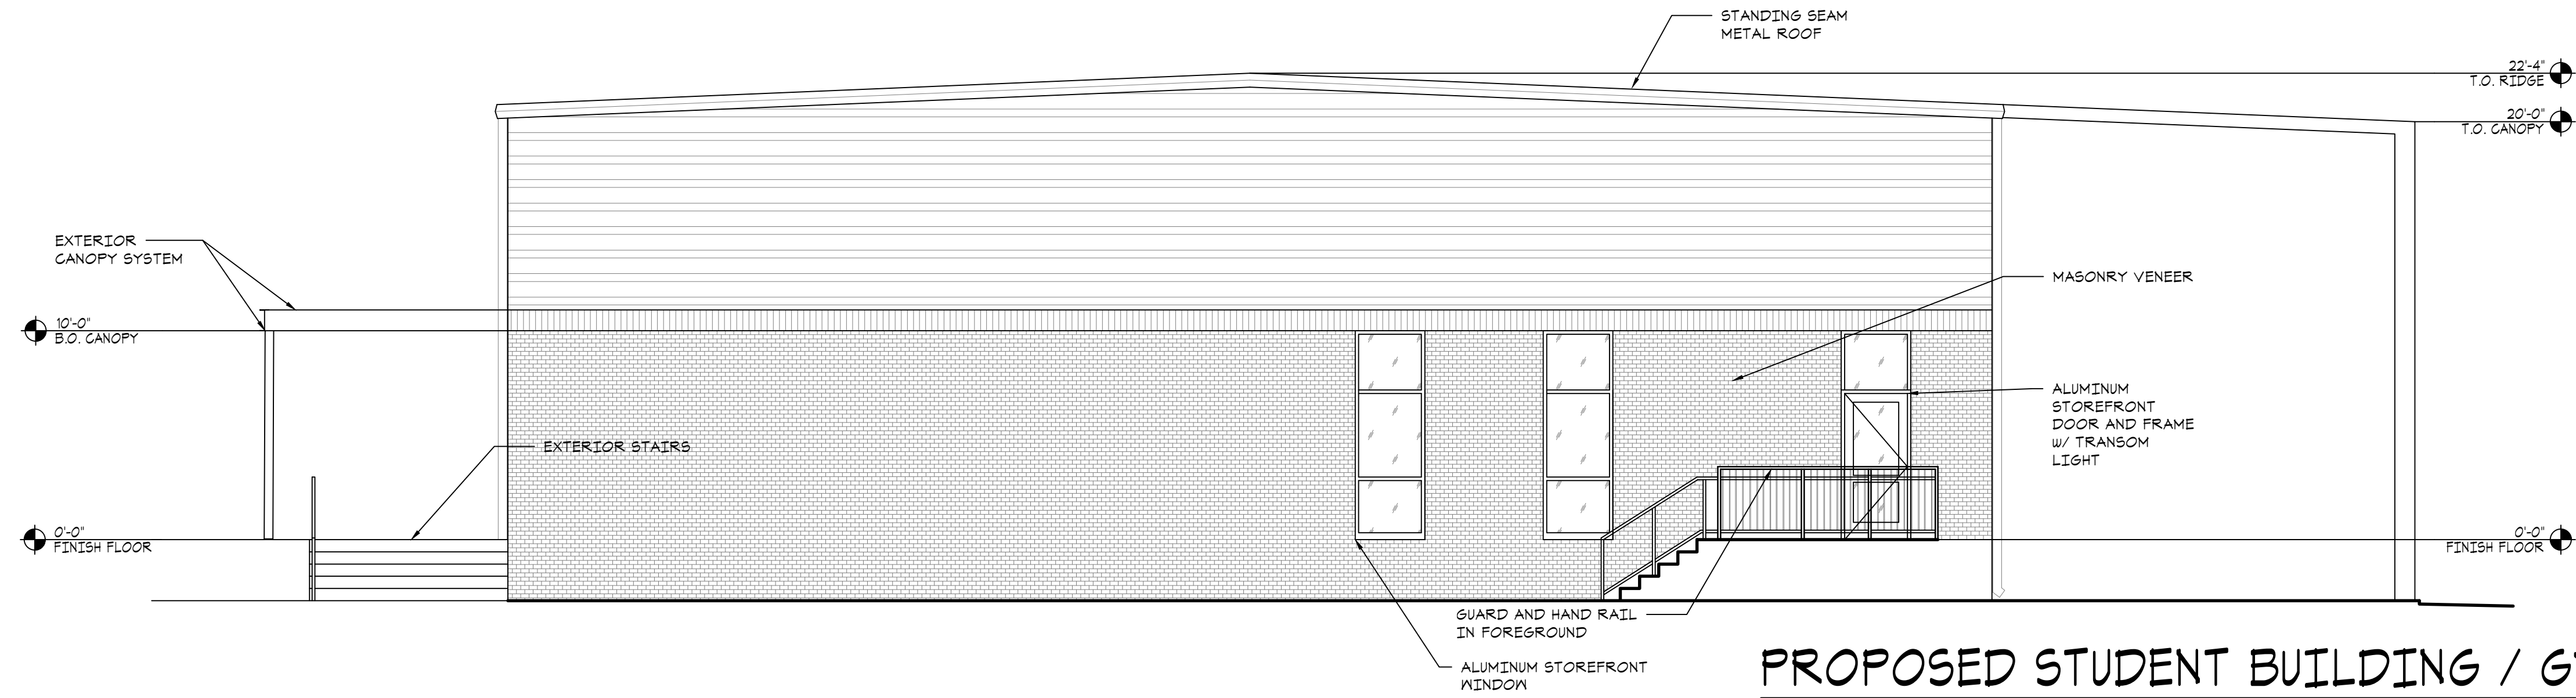 STANDING SEAM
METAL ROOF
22'-4"
T.O. RIDGE
20'-0"
T.O. CANOPY
EXTERIOR
CANOPY SYSTEM
MASONRY VENEER
10'-0"
B.O. CANOPY
ALUMINUM
STOREFRONT
DOOR AND FRAME
w/ TRANSOM
LIGHT
EXTERIOR STAIRS
0'-0"
FINISH FLOOR
0'-0"
FINISH FLOOR
GUARD AND HAND RAIL
IN FOREGROUND
ALUMINUM STOREFRONT
WINDOW
PROPOSED STUDENT BUILDING / G